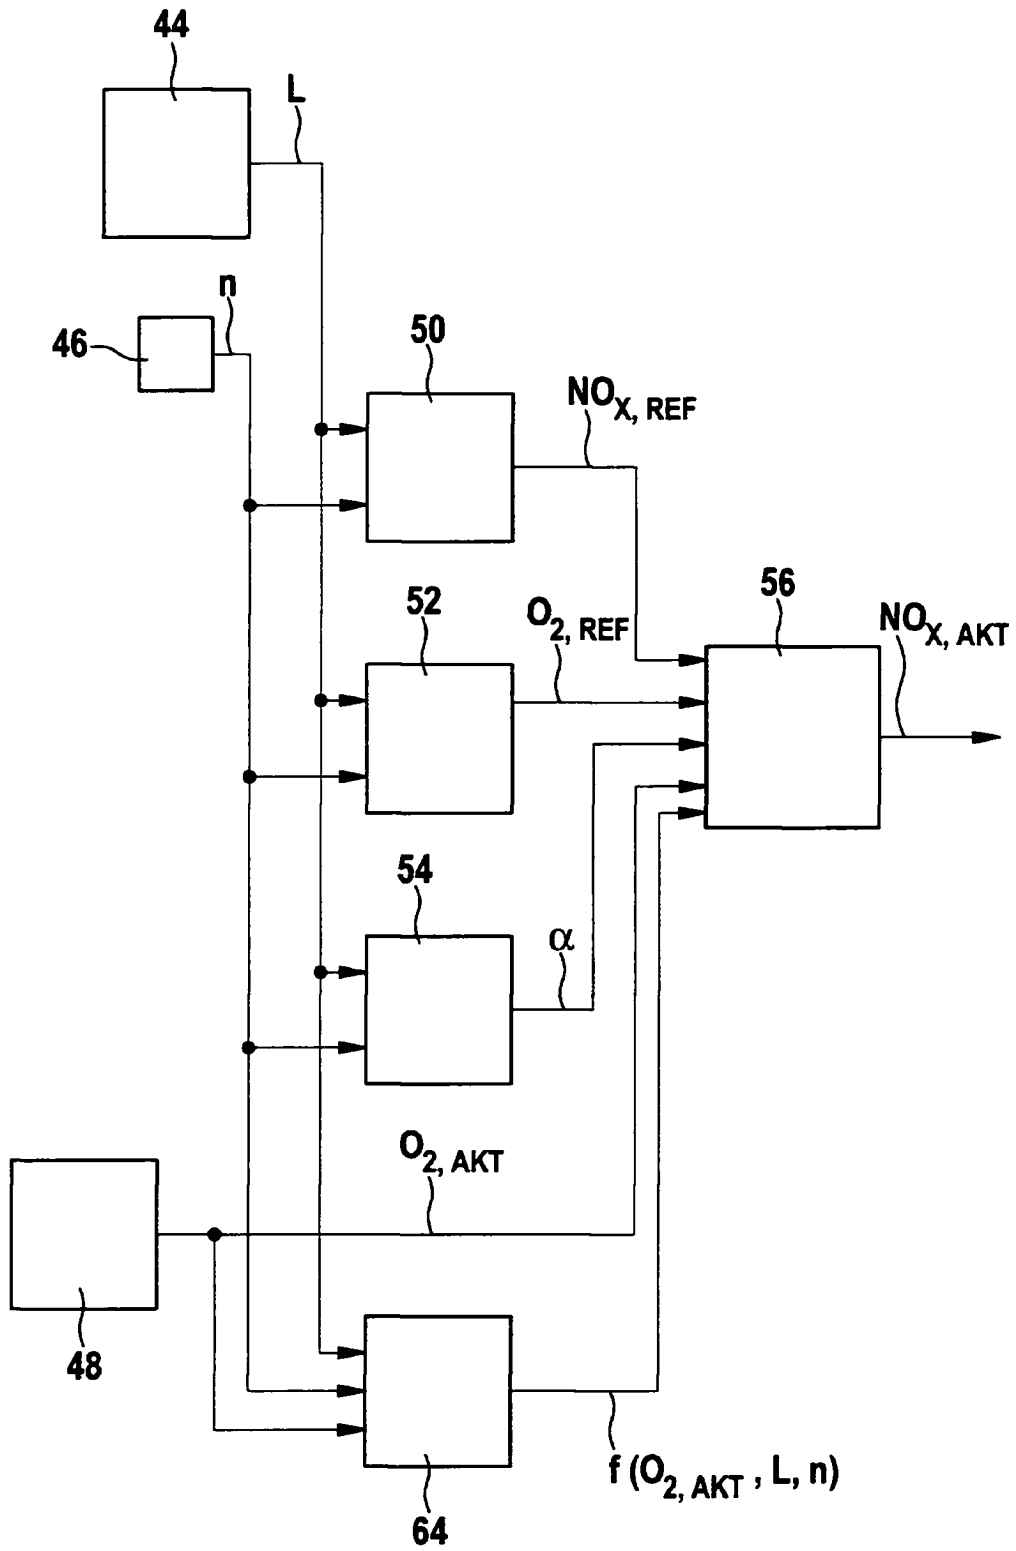 44
L
n
46
50
NOX, REF
52
O2, REF
56
NOX, AKT
54
α
O2, AKT
48
f (O2, AKT , L, n)
64